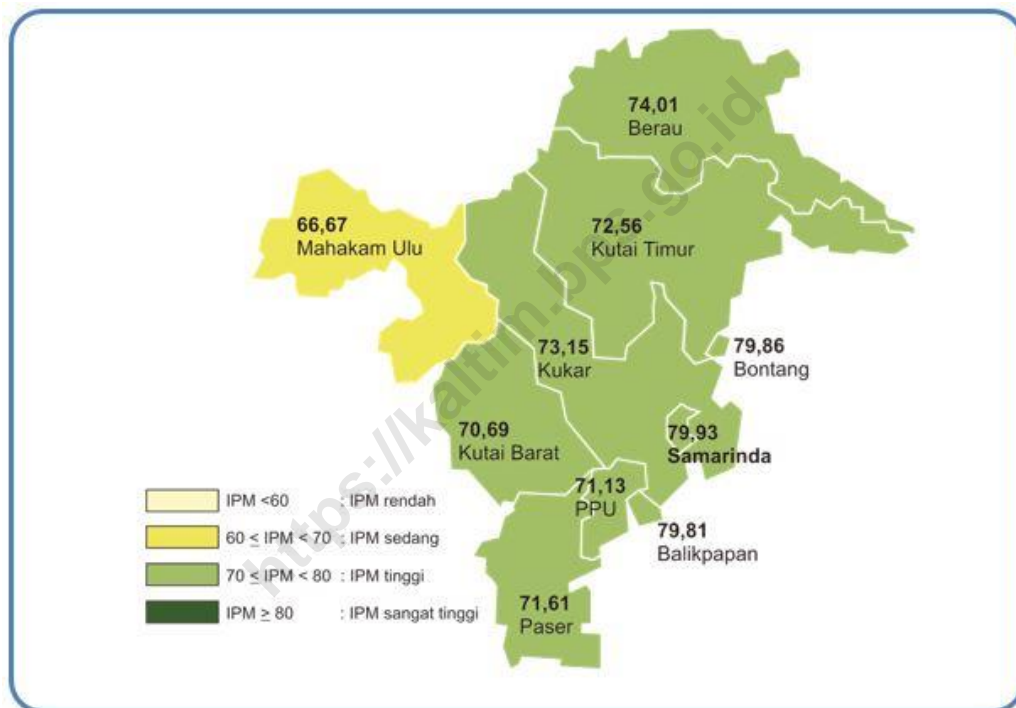 74,01
Berau
66,67
Mahakam Ulu
72,56
Kutai Timur
73,15
Kukar
79,86
Bontang
70,69
Kutai Barat
79,93
Samarinda
71,13
PPU
79,81
Balikpapan
71,61
Paser
IPM <60 : IPM rendah
60 ≤ IPM < 70 : IPM sedang
70 ≤ IPM < 80 : IPM tinggi
IPM ≥ 80 : IPM sangat tinggi
https://kaltim.bps.go.id